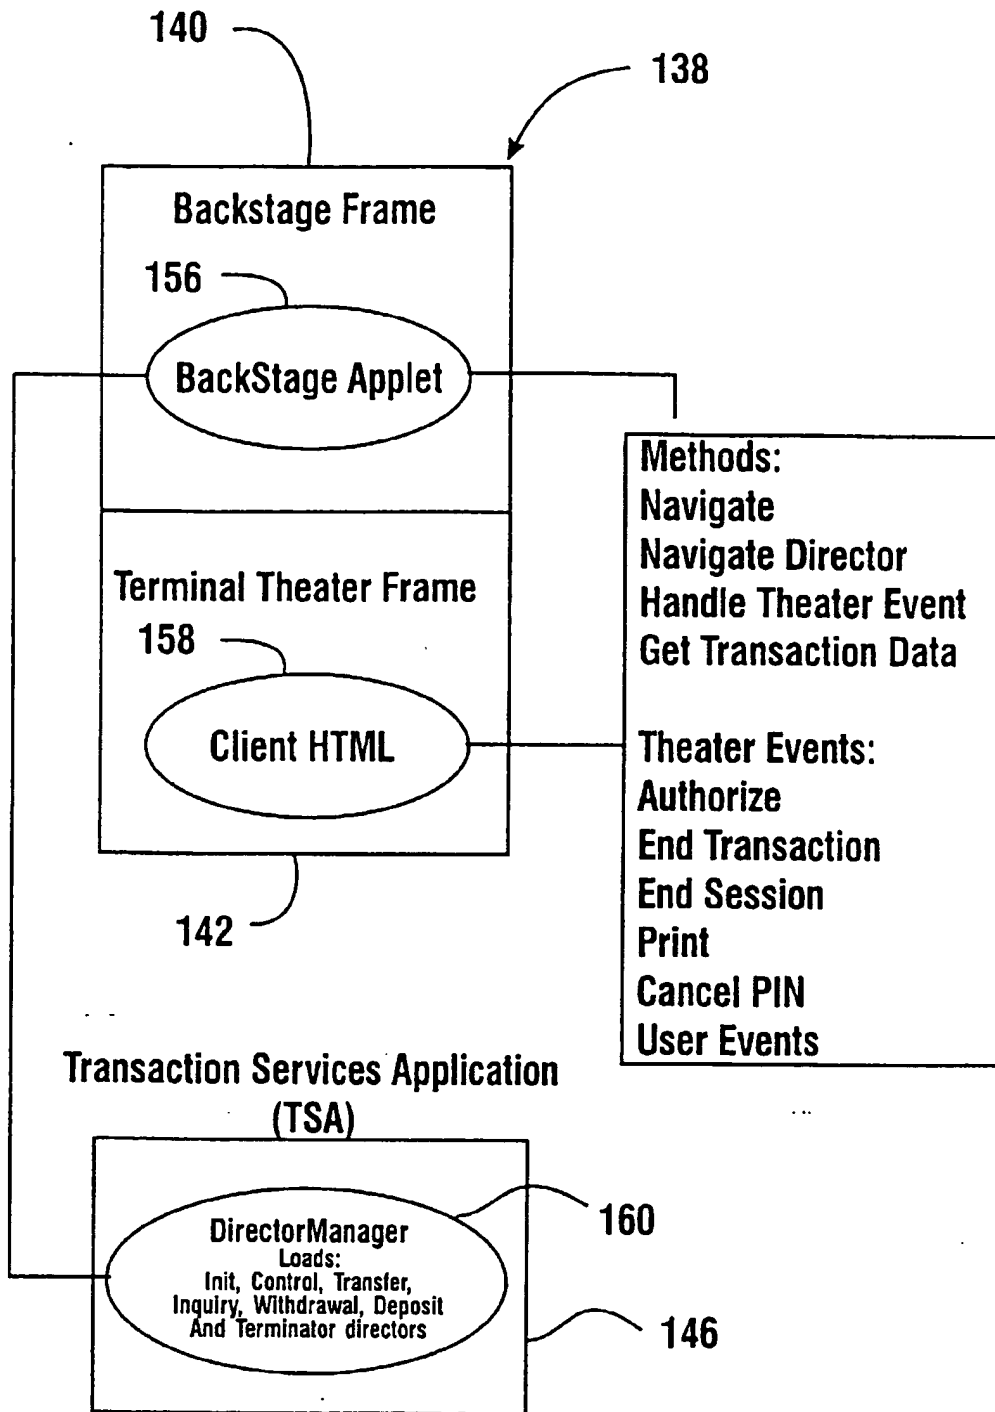 140
138
Backstage Frame
156
BackStage Applet
Methods:
Navigate
Navigate Director
Handle Theater Event
Get Transaction Data
Theater Events:
Authorize
End Transaction
End Session
Print
Cancel PIN
User Events
Terminal Theater Frame
158
Client HTML
142
Transaction Services Application
(TSA)
DirectorManager
Loads:
Init, Control, Transfer,
Inquiry, Withdrawal, Deposit
And Terminator directors
160
146